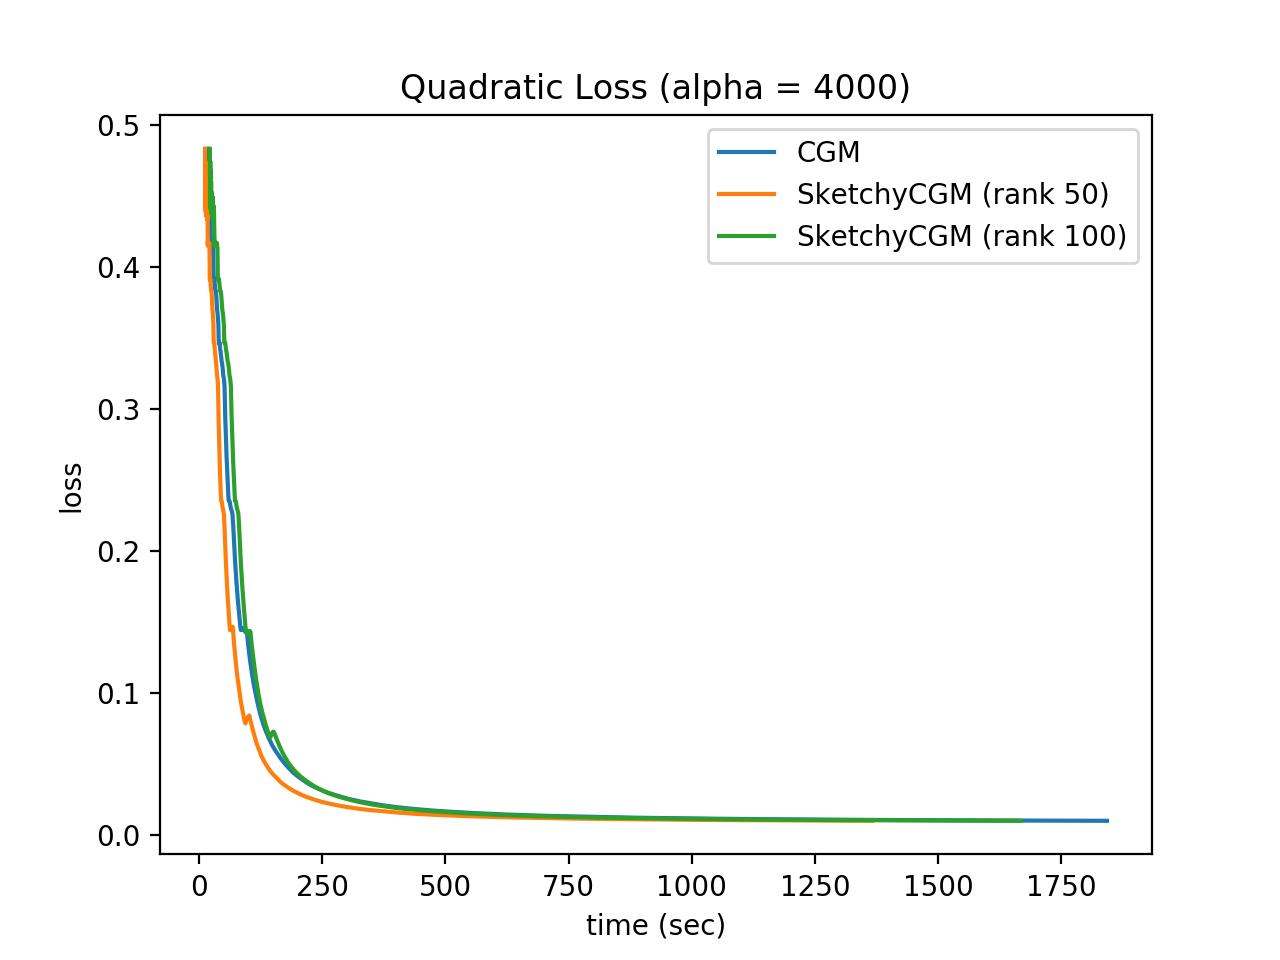 Quadratic Loss (alpha = 4000)
CGM
SketchyCGM (rank 50)
SketchyCGM (rank 100)
loss
0.5
0.4
0.3
0.2
0.1
0.0
0 250 500 750 1000 1250 1500 1750
time (sec)